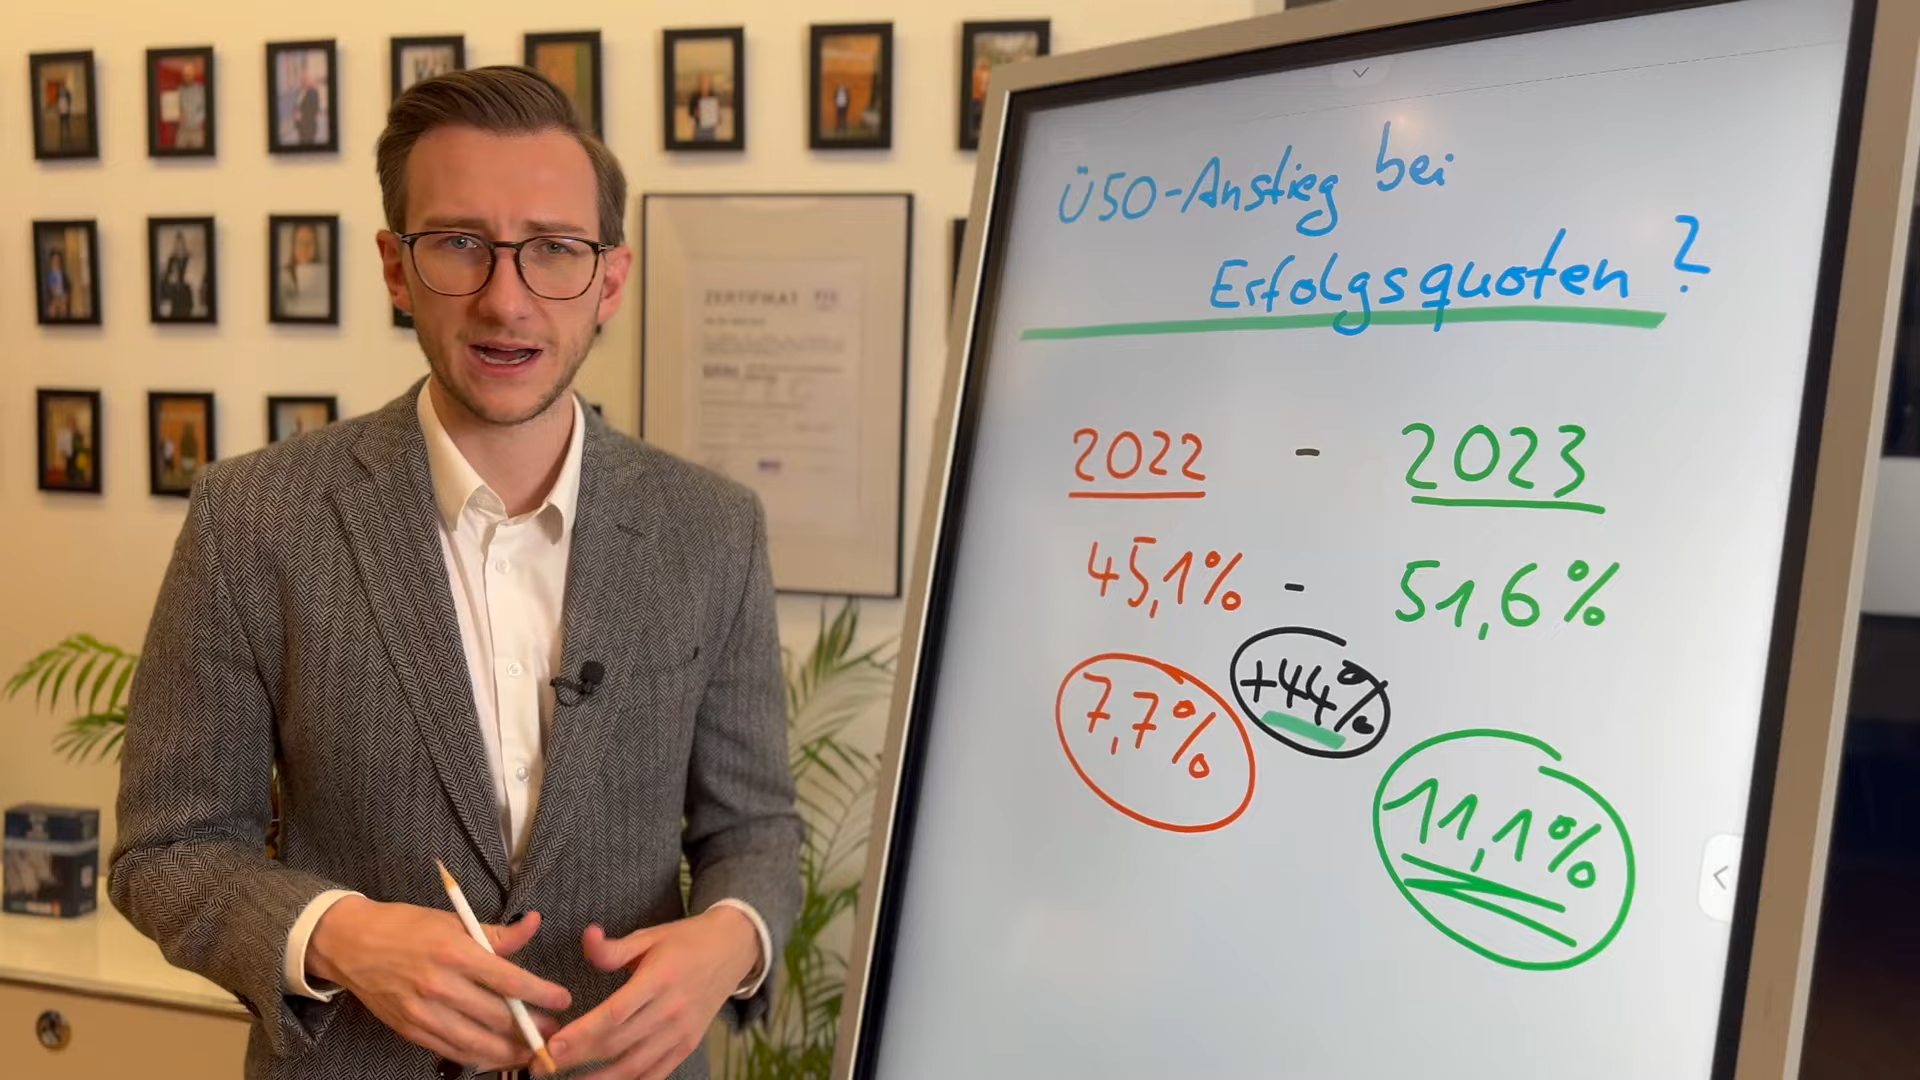 Ü50-Anstieg bei
Erfolgsquoten?
2022 - 2023
45,1% - 51,6%
+44%
7,7%
11,1%
ZERTIFIKAT